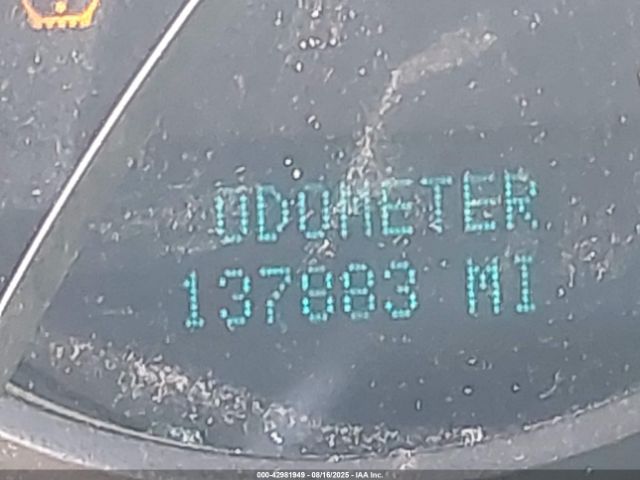 ODOMETER
137883 MI
000-42981949 - 08/16/2025 - IAA Inc.